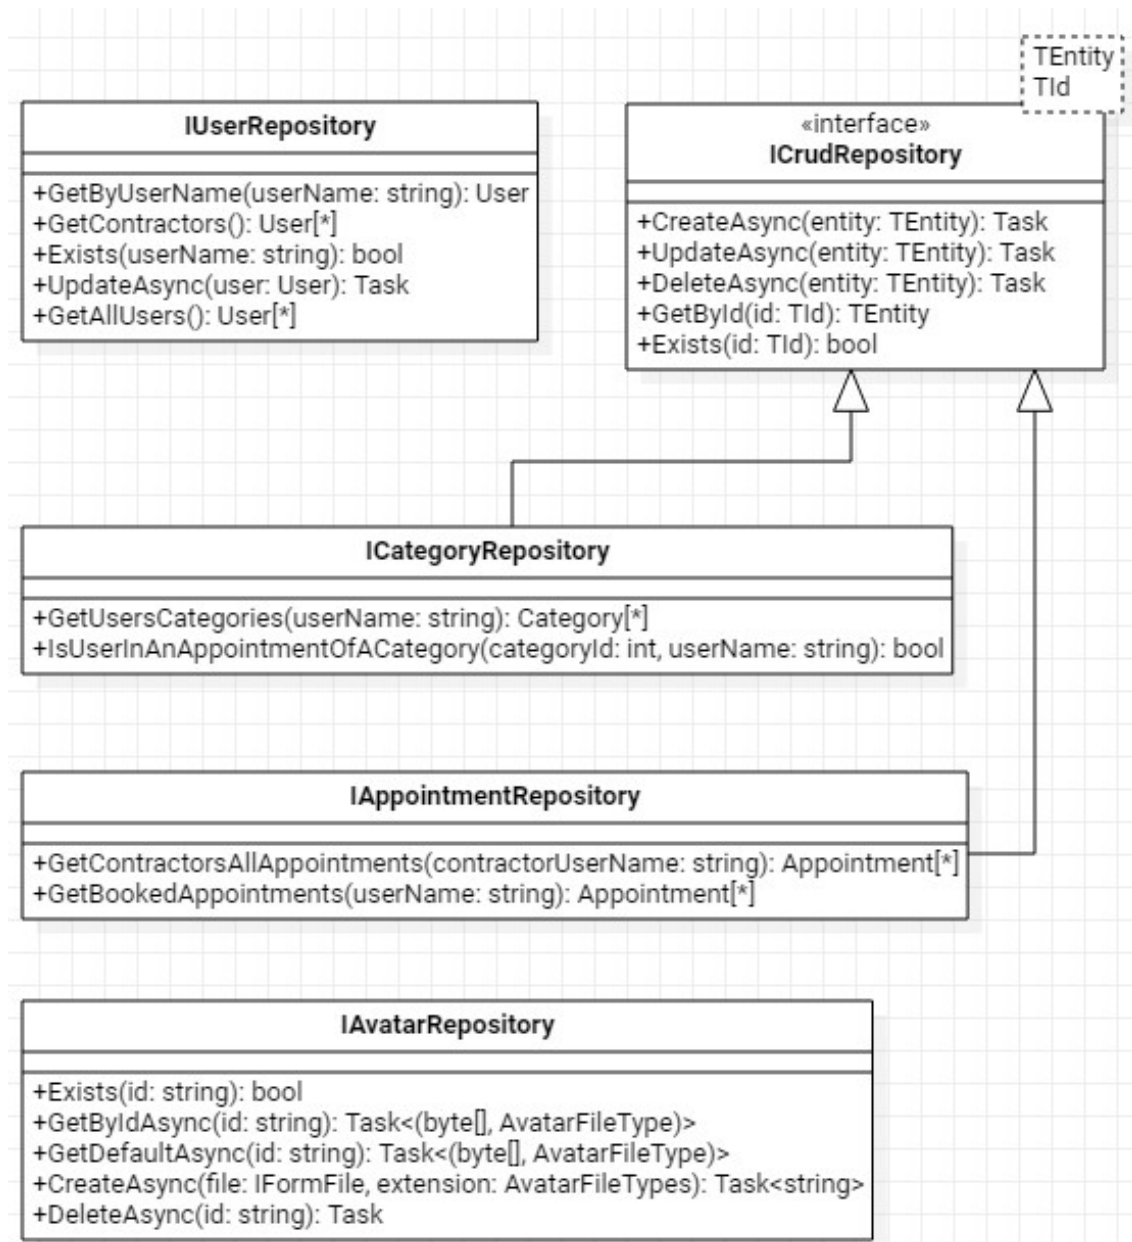 IUserRepository
+GetByUserName(userName: string): User
+GetContractors(): User[*]
+Exists(userName: string): bool
+UpdateAsync(user: User): Task
+GetAllUsers(): User[*]
TEntity
TId
«interface»
ICrudRepository
+CreateAsync(entity: TEntity): Task
+UpdateAsync(entity: TEntity): Task
+DeleteAsync(entity: TEntity): Task
+GetById(id: TId): TEntity
+Exists(id: TId): bool
ICategoryRepository
+GetUsersCategories(userName: string): Category[*]
+IsUserInAnAppointmentOfACategory(categoryId: int, userName: string): bool
IAppointmentRepository
+GetContractorsAllAppointments(contractorUserName: string): Appointment[*]
+GetBookedAppointments(userName: string): Appointment[*]
IAvatarRepository
+Exists(id: string): bool
+GetByIdAsync(id: string): Task<(byte[], AvatarFileType)>
+GetDefaultAsync(id: string): Task<(byte[], AvatarFileType)>
+CreateAsync(file: IFormFile, extension: AvatarFileTypes): Task<string>
+DeleteAsync(id: string): Task